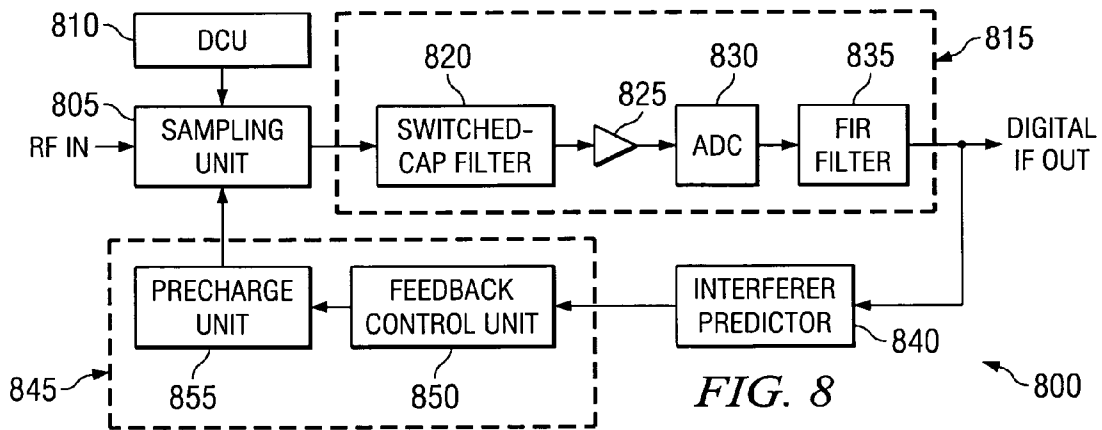 810
DCU
805
RF IN
SAMPLING
UNIT
820
SWITCHED-
CAP FILTER
825
830
ADC
835
FIR
FILTER
815
DIGITAL
IF OUT
PRECHARGE
UNIT
FEEDBACK
CONTROL UNIT
INTERFERER
PREDICTOR
840
845
855
850
FIG. 8
800